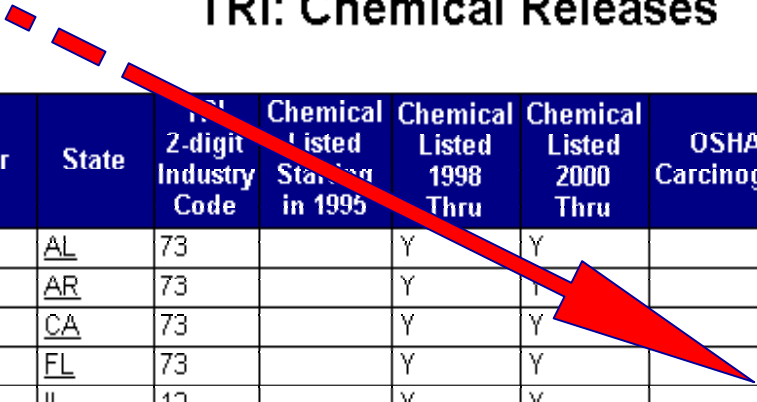 TRI: Chemical Releases
State
2-digit
Industry
Code
Chemical
Listed
Starting
in 1995
Chemical
Listed
1998
Thru
Chemical
Listed
2000
Thru
OSHA
AL 73 Y Y
AR 73 Y Y
CA 73 Y Y
FL 73 Y Y